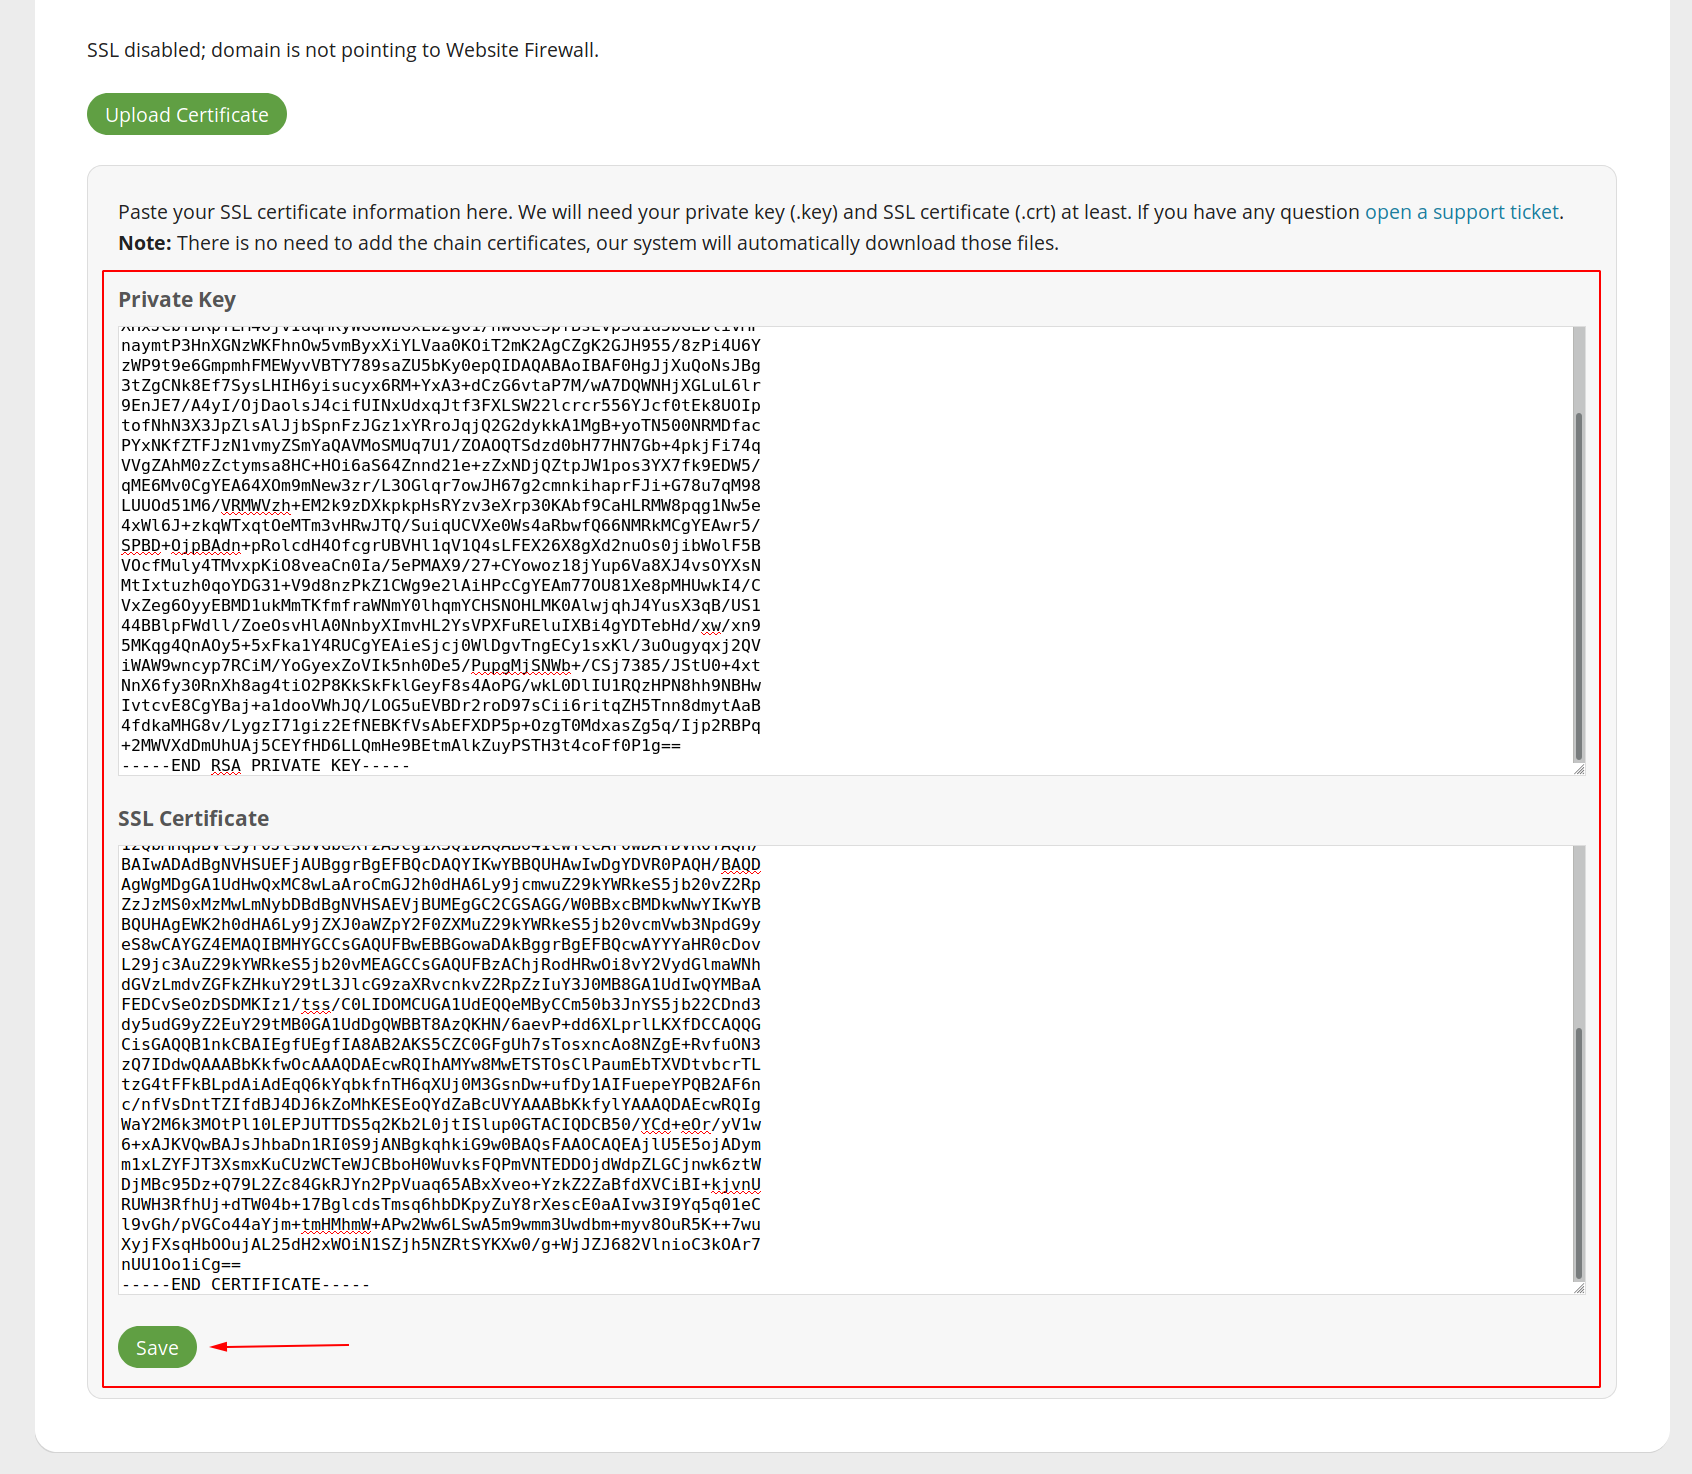 SSL disabled; domain is not pointing to Website Firewall.
Upload Certificate
Paste your SSL certificate information here. We will need your private key (.key) and SSL certificate (.crt) at least. If you have any question open a support ticket.
Note: There is no need to add the chain certificates, our system will automatically download those files.
Private Key
naymtP3HnXGNzWKFhnOw5vmByxXiYLVaa0KOiT2mK2AgCZgK2GJH955/8zPi4U6Y
zWP9t9e6GmpmhFMEWyvVBTY789saZU5bKy0epQIDAQABAoIBAF0HgJjXuQoNsJBg
3tZgCNk8Ef7SysLHIH6yisucyx6RM+YxA3+dCzG6vtaP7M/wA7DQWNHjXGLuL6lr
9EnJE7/A4yI/OjDaolsJ4cifUINxUdxqJtf3FXLSW22lcrcr556YJcf0tEk8UOIp
tofNhN3X3JpZlsAlJjbSpnFzJGz1xYRroJqjQ2G2dykkA1MgB+yoTN500NRMDfac
PYxNKfZTFJzN1vmyZSmYaQAVMoSMUq7U1/ZOAOQTSdzd0bH77HN7Gb+4pkjFi74q
VVgZAhM0zZctymsa8HC+HOi6aS64Znnd21e+zZxNDjQZtpJW1pos3YX7fk9EDW5/
qME6Mv0CgYEA64XOm9mNew3zr/L3OGlqr7owJH67g2cmnkihaprFJi+G78u7qM98
LUUOd51M6/VRMWVzh+EM2k9zDXkpkpHsRYzv3eXrp30KAbf9CaHLRMW8pqg1Nw5e
4xWl6J+zkqWTxqtOeMTm3vHRwJTQ/SuiqUCVXe0Ws4aRbwfQ66NMRkMCgYEAwr5/
SPBD+OjpBAdn+pRolcdH4OfcgrUBVHl1qV1Q4sLFEX26X8gXd2nuOs0jibWolF5B
VOcfMuly4TMvxpKiO8veaCn0Ia/5ePMAX9/27+CYowoz18jYup6Va8XJ4vsOYXsN
MtIxtuzh0qoYDG31+V9d8nzPkZ1CWg9e2lAiHPcCgYEAm77OU81Xe8pMHUwkI4/C
VxZeg6OyyEBMD1ukMmTKfmfraWNmY0lhqmYCHSNOHLMK0AlwjqhJ4YusX3qB/US1
44BBlpFWdll/ZoeOsvHlA0NnbyXImvHL2YsVPXFuREluIXBi4gYDTebHd/xw/xn9
5MKqg4QnAOy5+5xFka1Y4RUCgYEAieSjcj0WlDgvTngECy1sxKl/3uOugyqxj2QV
iWAW9wncyp7RCiM/YoGyexZoVIk5nh0De5/PupgMjSNWb+/CSj7385/JStU0+4xt
NnX6fy30RnXh8ag4tiO2P8KkSkFklGeyF8s4AoPG/wkL0DlIU1RQzHPN8hh9NBHw
IvtcvE8CgYBaj+a1dooVWhJQ/LOG5uEVBDr2roD97sCii6ritqZH5Tnn8dmytAaB
4fdkaMHG8v/LygzI71giz2EfNEBKfVsAbEFXDP5p+OzgT0MdxasZg5q/Ijp2RBPq
+2MWVXdDmUhUAj5CEYfHD6LLQmHe9BEtmAlkZuyPSTH3t4coFf0P1g==
-----END RSA PRIVATE KEY-----
SSL Certificate
BAIwADAdBgNVHSUEFjAUBggrBgEFBQcDAQYIKwYBBQUHAwIwDgYDVR0PAQH/BAQD
AgWgMDgGA1UdHwQxMC8wLaAroCmGJ2h0dHA6Ly9jcmwuZ29kYWRkeS5jb20vZ2Rp
ZzJzMS0xMzMwLmNybDBdBgNVHSAEVjBUMEgGC2CGSAGG/W0BBxcBMDkwNwYIKwYB
BQUHAgEWK2h0dHA6Ly9jZXJ0aWZpY2F0ZXMuZ29kYWRkeS5jb20vcmVwb3NpdG9y
eS8wCAYGZ4EMAQIBMHYGCCsGAQUFBwEBBGowaDAkBggrBgEFBQcwAYYYaHR0cDov
L29jc3AuZ29kYWRkeS5jb20vMEAGCCsGAQUFBzAChjRodHRwOi8vY2VydGlmaWNh
dGVzLmdvZGFkZHkuY29tL3JlcG9zaXRvcnkvZ2RpZzIuY3J0MB8GA1UdIwQYMBaA
FEDCvSeOzDSDMKIz1/tss/C0LIDOMCUGA1UdEQQeMByCCm50b3JnYS5jb22CDnd3
dy5udG9yZ2EuY29tMB0GA1UdDgQWBBT8AzQKHN/6aevP+dd6XLprlLKXfDCCAQQG
CisGAQQB1nkCBAIEgfUEgfIA8AB2AKS5CZC0GFgUh7sTosxncAo8NZgE+RvfuON3
zQ7IDdwQAAABbKkfwOcAAAQDAEcwRQIhAMYw8MwETSTOsClPaumEbTXVDtvbcrTL
tzG4tFFkBLpdAiAdEqQ6kYqbkfnTH6qXUj0M3GsnDw+ufDy1AIFuepeYPQB2AF6n
c/nfVsDntTZIfdBJ4DJ6kZoMhKESEoQYdZaBcUVYAAABbKkfylYAAAQDAEcwRQIg
WaY2M6k3MOtPl10LEPJUTTDS5q2Kb2L0jtISlup0GTACIQDCB50/YCd+eOr/yV1w
6+xAJKVQwBAJsJhbaDn1RI0S9jANBgkqhkiG9w0BAQsFAAOCAQEAjlU5E5ojADym
m1xLZYFJT3XsmxKuCUzWCTeWJCBboH0WuvksFQPmVNTEDDOjdWdpZLGCjnwk6ztW
DjMBc95Dz+Q79L2Zc84GkRJYn2PpVuaq65ABxXveo+YzkZ2ZaBfdXVCiBI+kjvnU
RUWH3RfhUj+dTW04b+17BglcdsTmsq6hbDKpyZuY8rXescE0aAIvw3I9Yq5q01eC
l9vGh/pVGCo44aYjm+tmHMhmW+APw2Ww6LSwA5m9wmm3Uwdbm+myv8OuR5K++7wu
XyjFXsqHbOOujAL25dH2xWOiN1SZjh5NZRtSYKXw0/g+WjJZJ682VlnioC3kOAr7
nUU1Oo1iCg==
-----END CERTIFICATE-----
Save